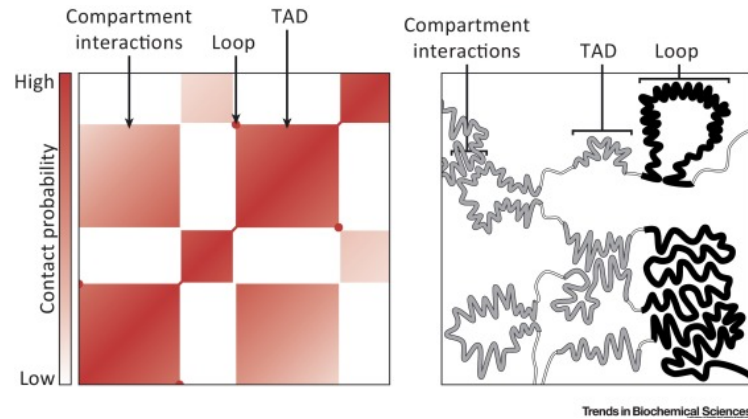 Compartment
interactions
Loop
TAD
High
Contact probability
Low
Compartment
interactions
TAD
Loop
Trends in Biochemical Sciences